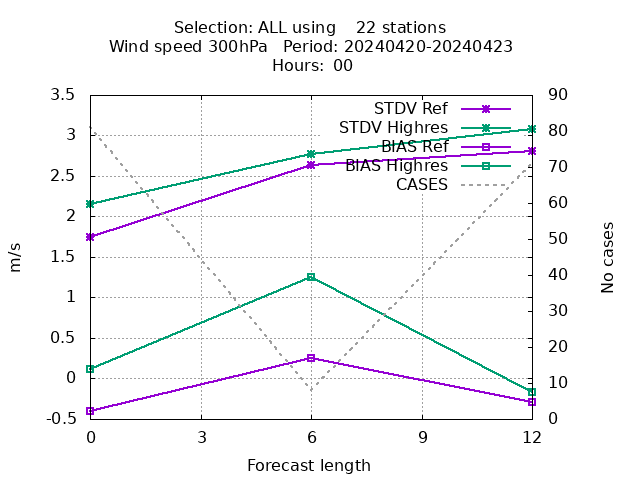 Selection: ALL using    22 stations
Wind speed 300hPa   Period: 20240420-20240423
Hours:  00
STDV Ref
STDV Highres
BIAS Ref
BIAS Highres
CASES
3.5
3
2.5
2
1.5
1
0.5
0
-0.5
m/s
90
80
70
60
50
40
30
20
10
0
No cases
0 3 6 9 12
Forecast length